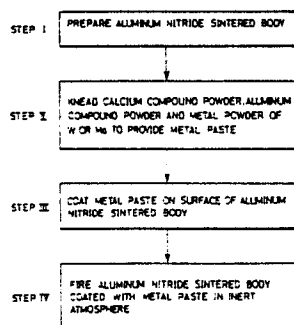 STEP I
PREPARE ALUMINUM NITRIDE SINTERED BODY
STEP II
KNEAD CALCIUM COMPOUND POWDER, ALUMINUM
COMPOUND POWDER AND METAL POWDER OF
W OR Mo TO PROVIDE METAL PASTE
STEP III
COAT METAL PASTE ON SURFACE OF ALUMINUM
NITRIDE SINTERED BODY
STEP IV
FIRE ALUMINUM NITRIDE SINTERED BODY
COATED WITH METAL PASTE IN INERT
ATMOSPHERE